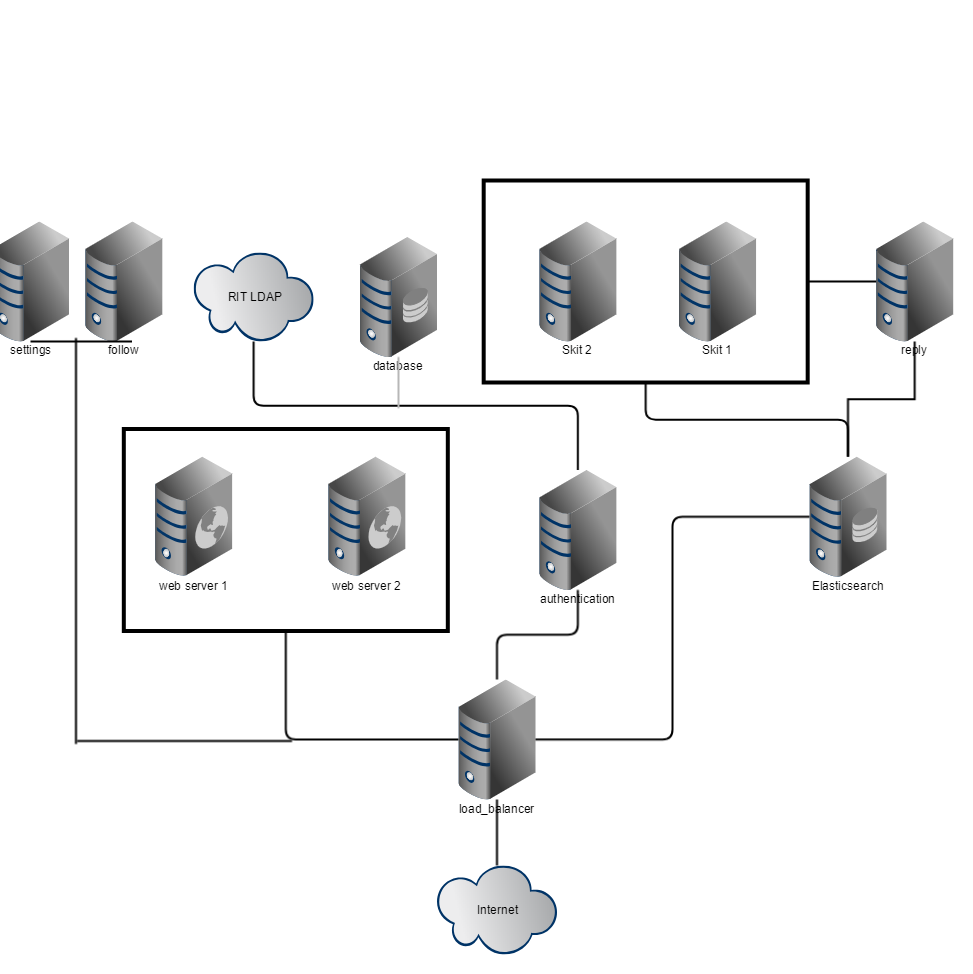 RIT LDAP
settings
follow
database
Skit 2
Skit 1
reply
web server 1
web server 2
authentication
Elasticsearch
load_balancer
Internet